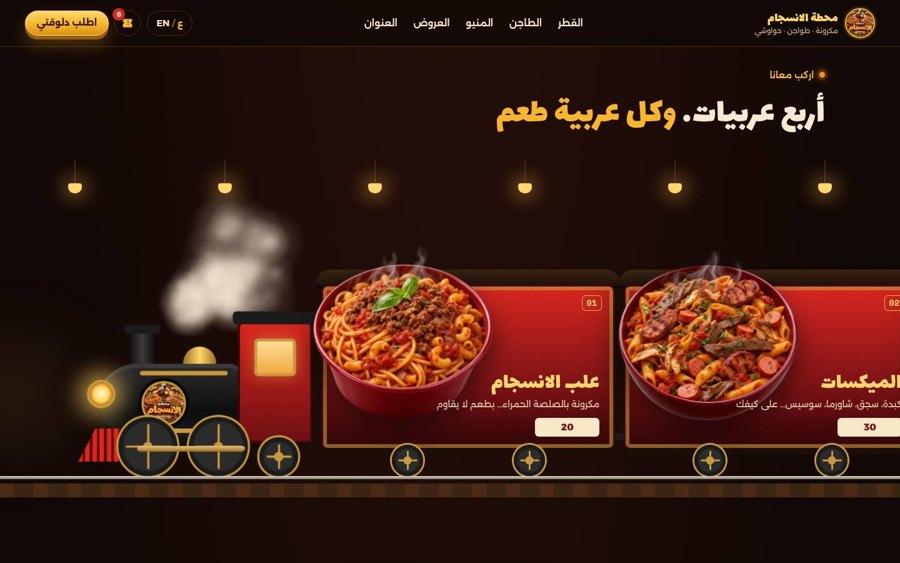 محطة الانسجام
مكرونة · طواجن · حواوشي
القطر
الطاجن
المنيو
العروض
العنوان
ع / EN
0
اطلب دلوقتي
اركب معانا
أربع عربيات. وكل عربية طعم
01
علب الانسجام
مكرونة بالصلصة الحمراء... بطعم لا يقاوم
20
02
الميكسات
كبدة، سجق، شاورما، سوسيس... على كيفك
30
الانسجام